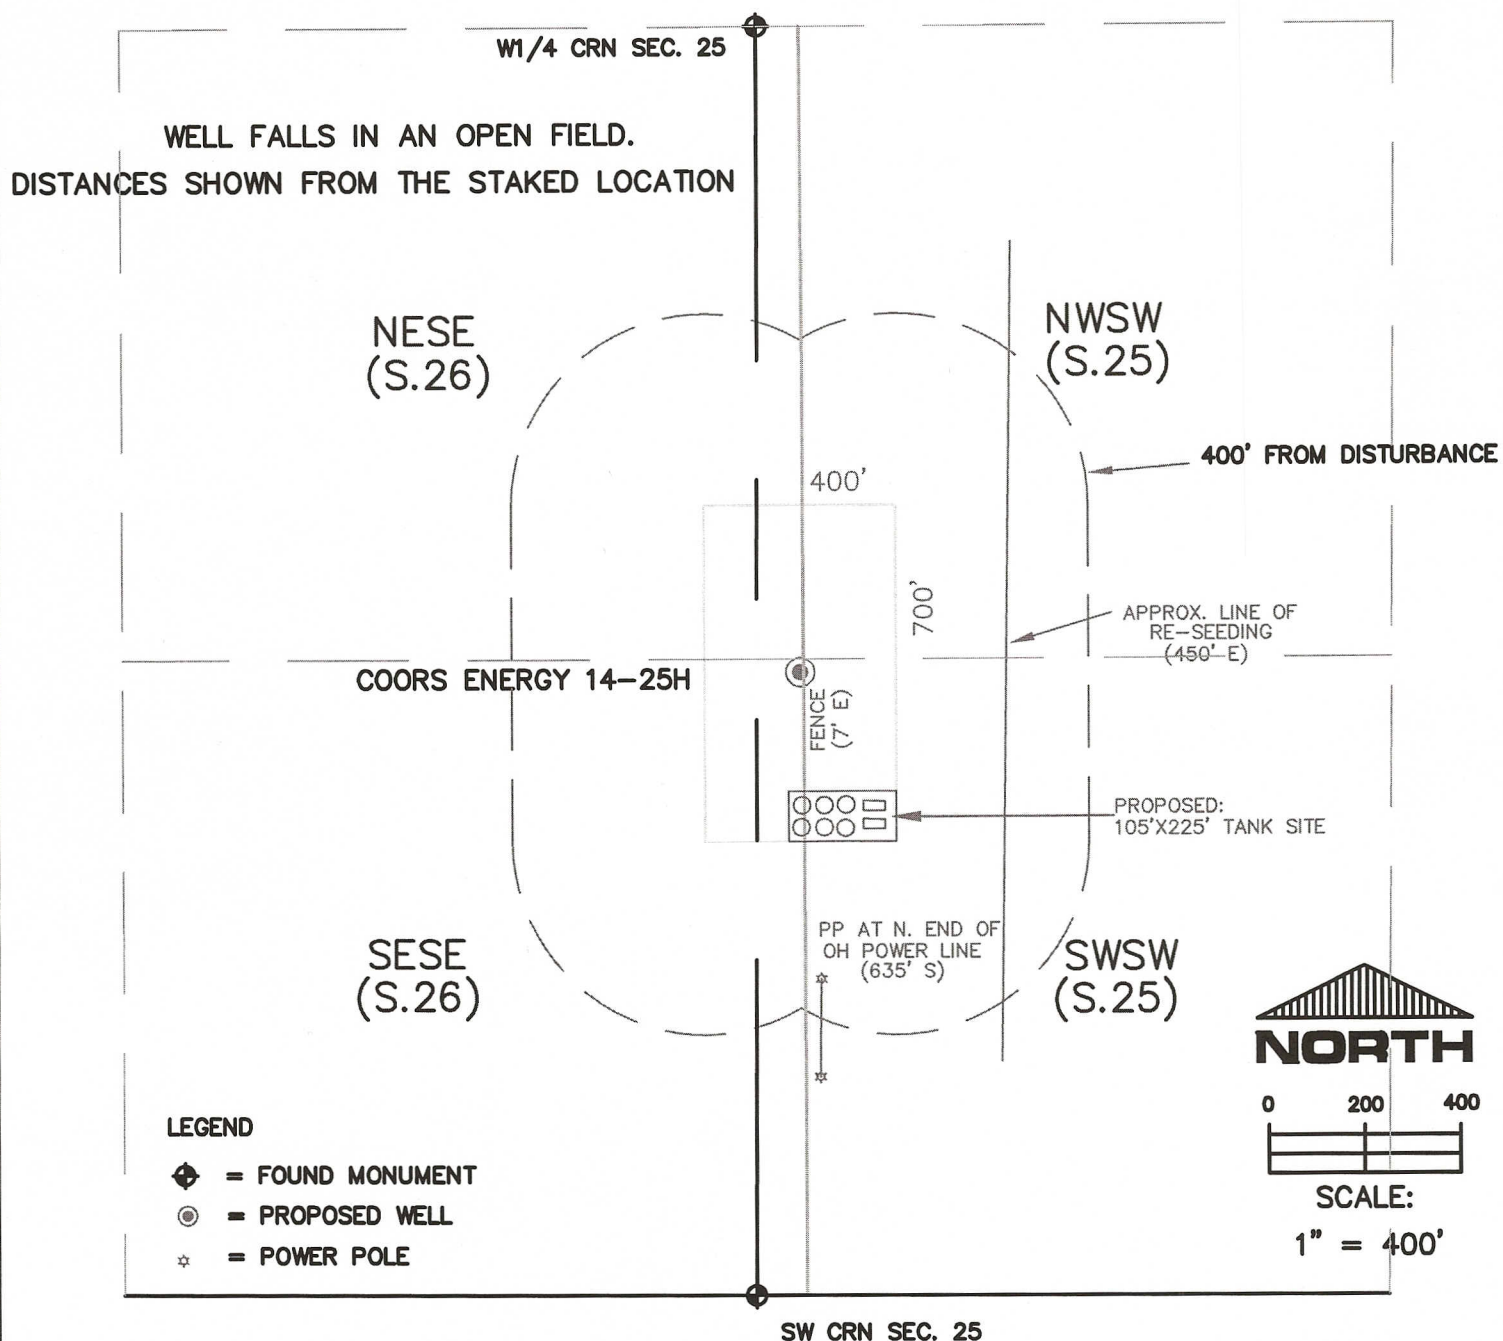 W1/4 CRN SEC. 25
WELL FALLS IN AN OPEN FIELD.
DISTANCES SHOWN FROM THE STAKED LOCATION
NESE
(S.26)
NWSW
(S.25)
400' FROM DISTURBANCE
400'
700'
APPROX. LINE OF
RE-SEEDING
(450' E)
COORS ENERGY 14-25H
FENCE
(7' E)
PROPOSED:
105'X225' TANK SITE
PP AT N. END OF
OH POWER LINE
(635' S)
SESE
(S.26)
SWSW
(S.25)
NORTH
0 200 400
SCALE:
1" = 400'
LEGEND
= FOUND MONUMENT
= PROPOSED WELL
= POWER POLE
SW CRN SEC. 25